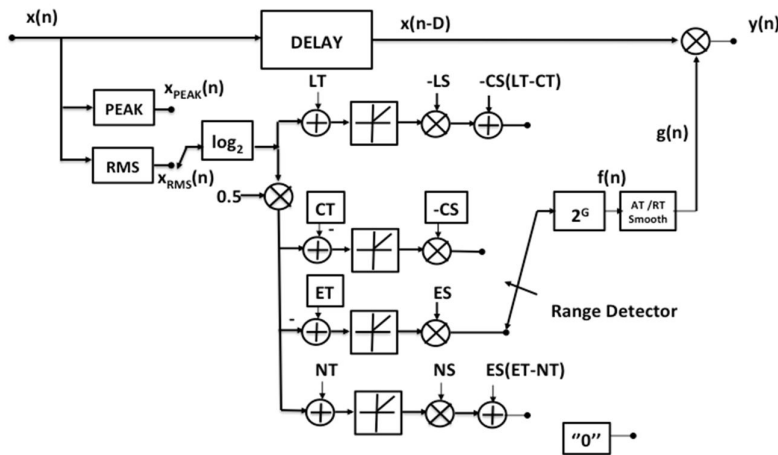 x(n)
x(n-D)
y(n)
DELAY
LT
-LS
-CS(LT-CT)
x_PEAK(n)
PEAK
log₂
g(n)
RMS
x_RMS(n)
0.5
CT
-CS
-
f(n)
2ᴳ
AT /RT
Smooth
ET
ES
-
Range Detector
NT
NS
ES(ET-NT)
"0"